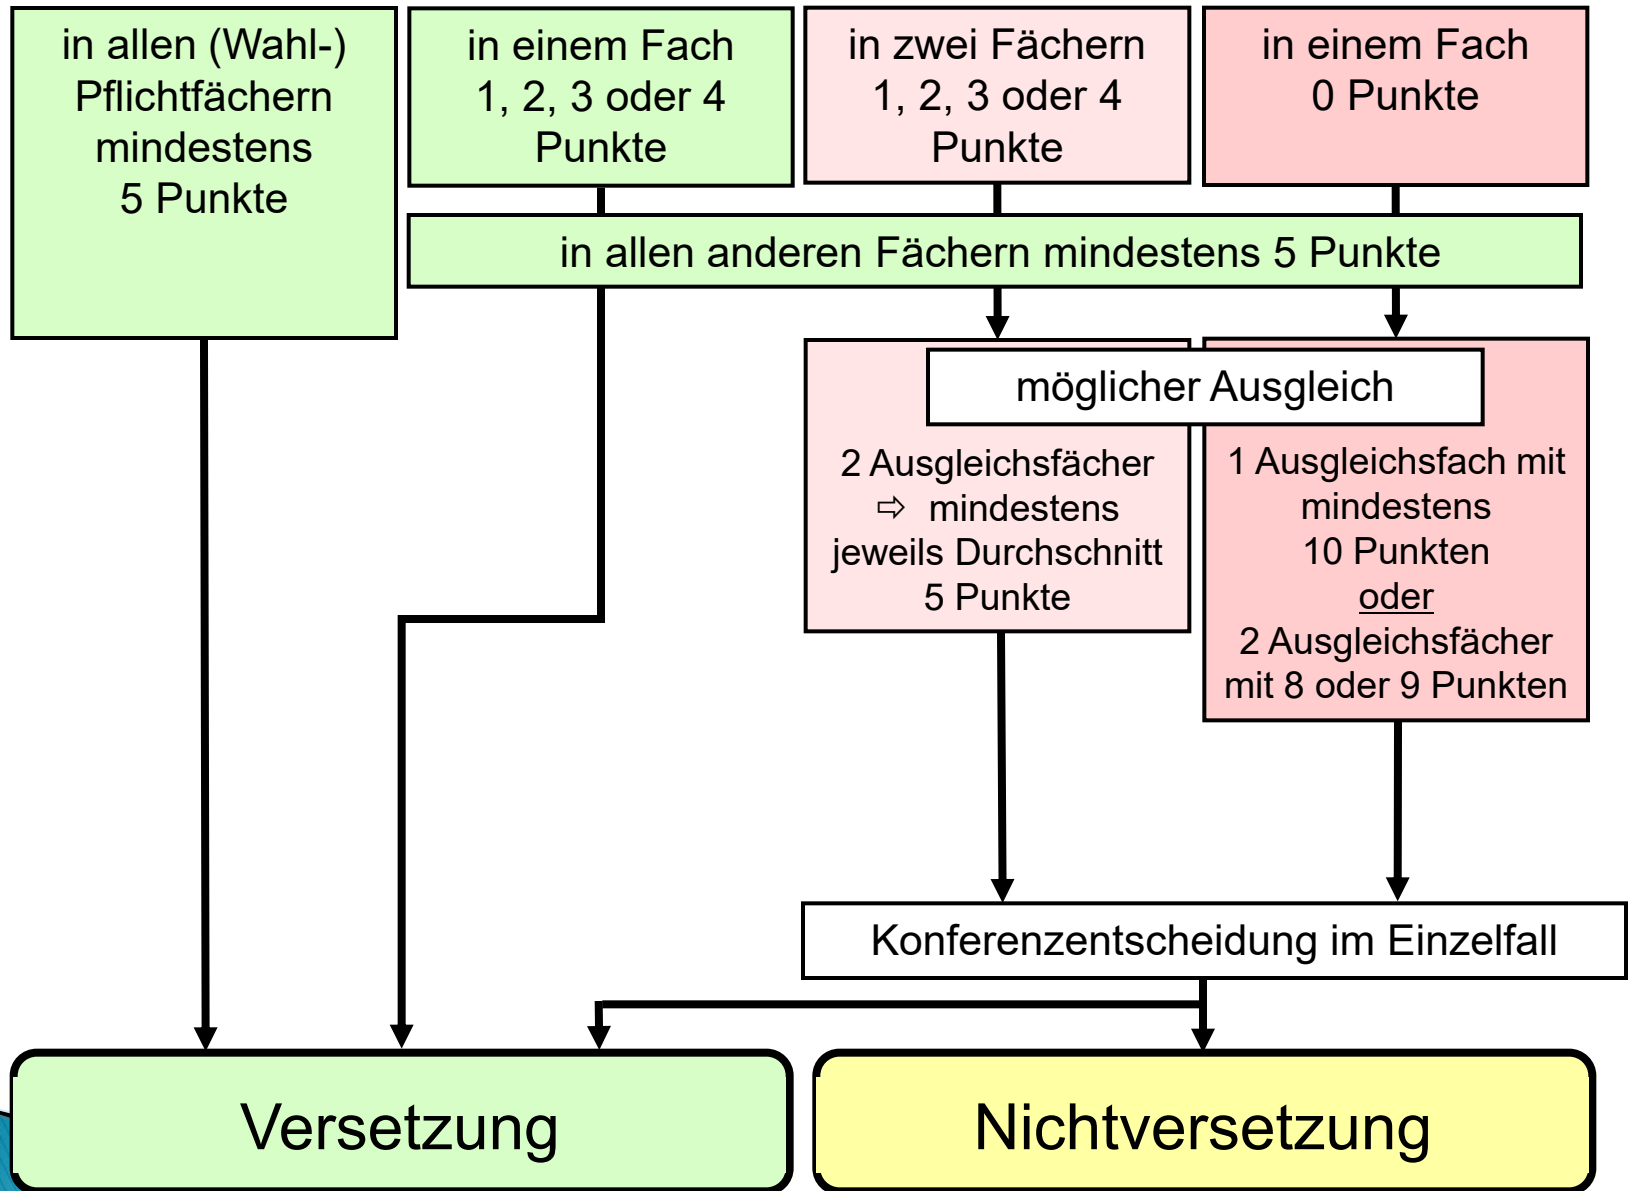 in allen (Wahl-)
Pflichtfächern
mindestens
5 Punkte
in einem Fach
1, 2, 3 oder 4
Punkte
in zwei Fächern
1, 2, 3 oder 4
Punkte
in einem Fach
0 Punkte
in allen anderen Fächern mindestens 5 Punkte
möglicher Ausgleich
2 Ausgleichsfächer
⇨ mindestens
jeweils Durchschnitt
5 Punkte
1 Ausgleichsfach mit
mindestens
10 Punkten
oder
2 Ausgleichsfächer
mit 8 oder 9 Punkten
Konferenzentscheidung im Einzelfall
Versetzung
Nichtversetzung